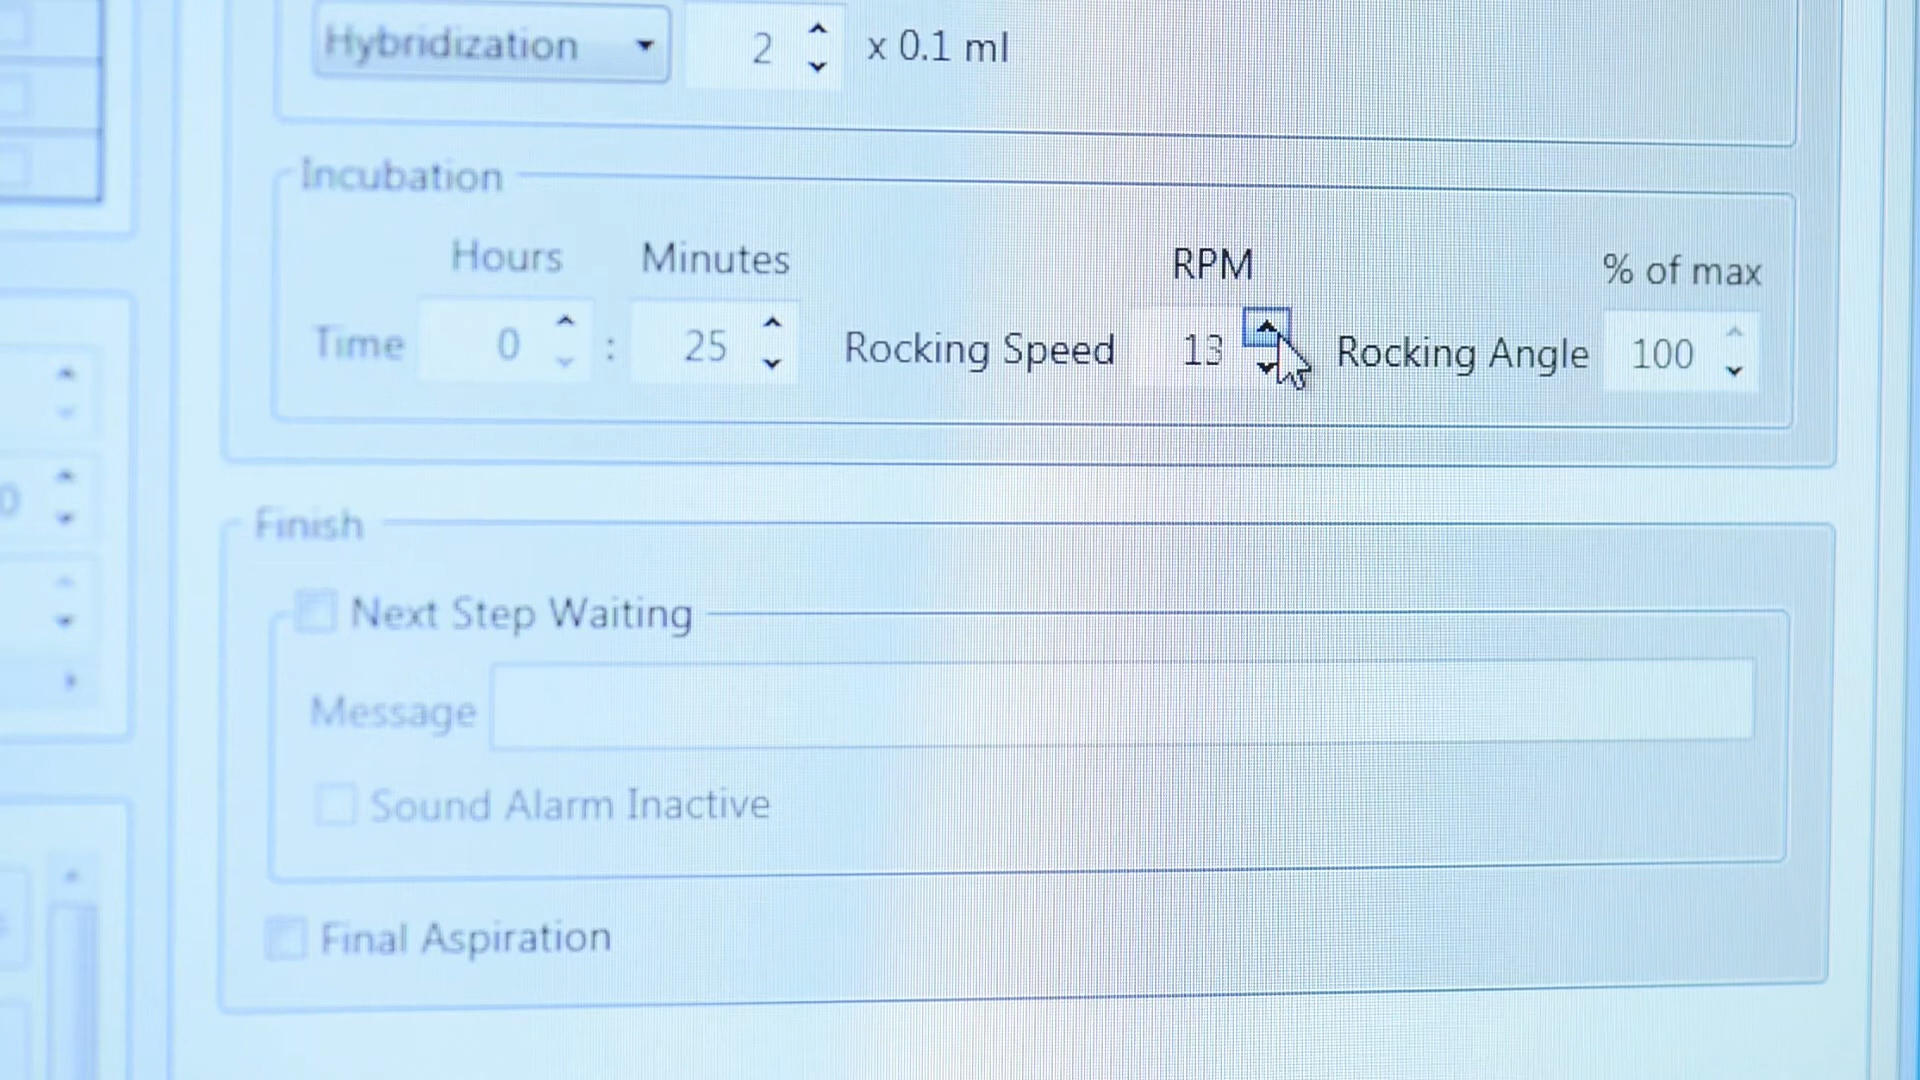 Hybridization 2 x 0.1 ml
Incubation
Hours Minutes RPM % of max
Time 0 : 25 Rocking Speed 13 Rocking Angle 100
0
Finish
Next Step Waiting
Message
Sound Alarm Inactive
Final Aspiration